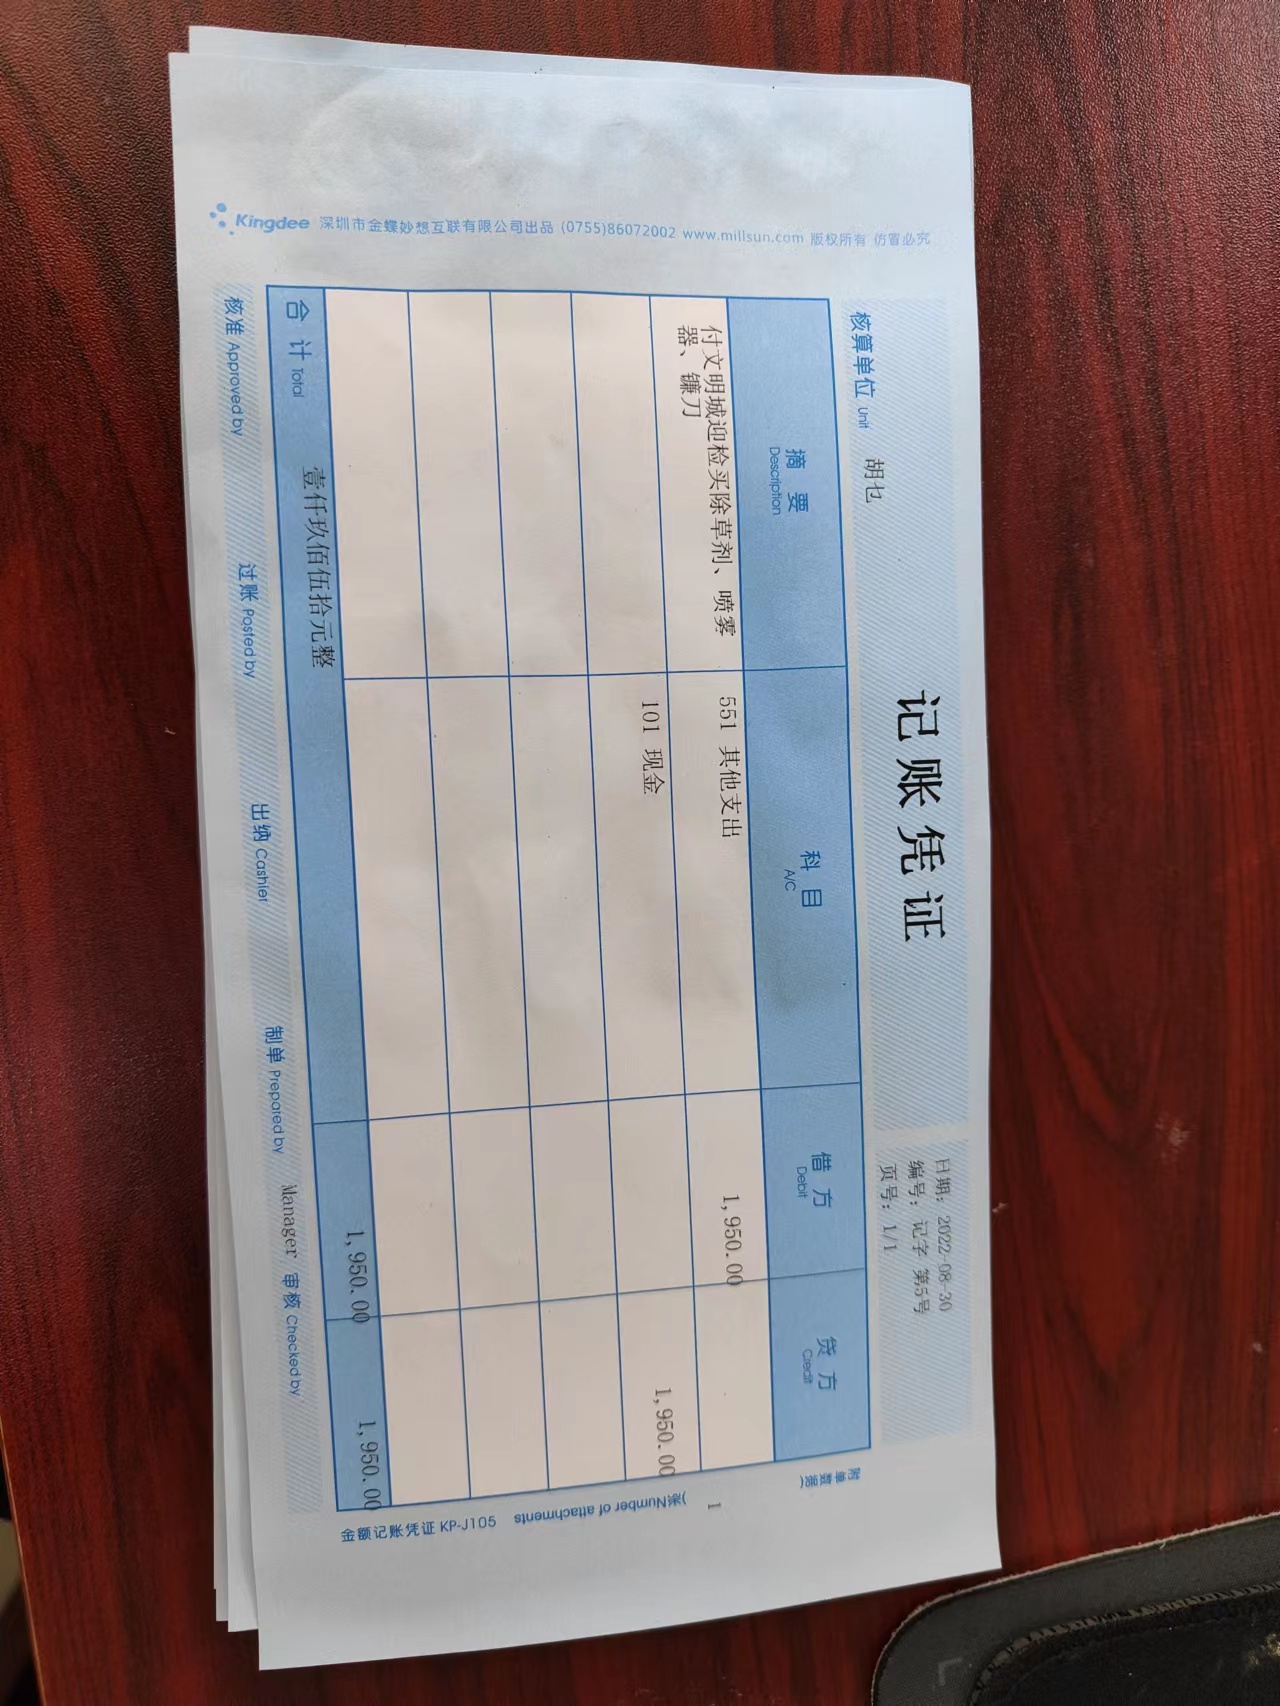 记账凭证
核算单位 Unit 胡乜
日期：2022-08-30
编号：记字 第5号
页号：1/1
摘要 Description 科目 A/C 借方 Debit 贷方 Credit
付文明城迎检买除草剂、喷雾
器、镰刀
551 其他支出 1,950.00
101 现金 1,950.00
合计 Total 壹仟玖佰伍拾元整 1,950.00 1,950.00
附单数据( 1 张)Number of attachments
金额记账凭证 KP-J105
核准 Approved by 过账 Posted by 出纳 Cashier 制单 Prepared by Manager 审核 Checked by
Kingdee 深圳市金蝶妙想互联有限公司出品 (0755)86072002 www.millsun.com 版权所有 仿冒必究